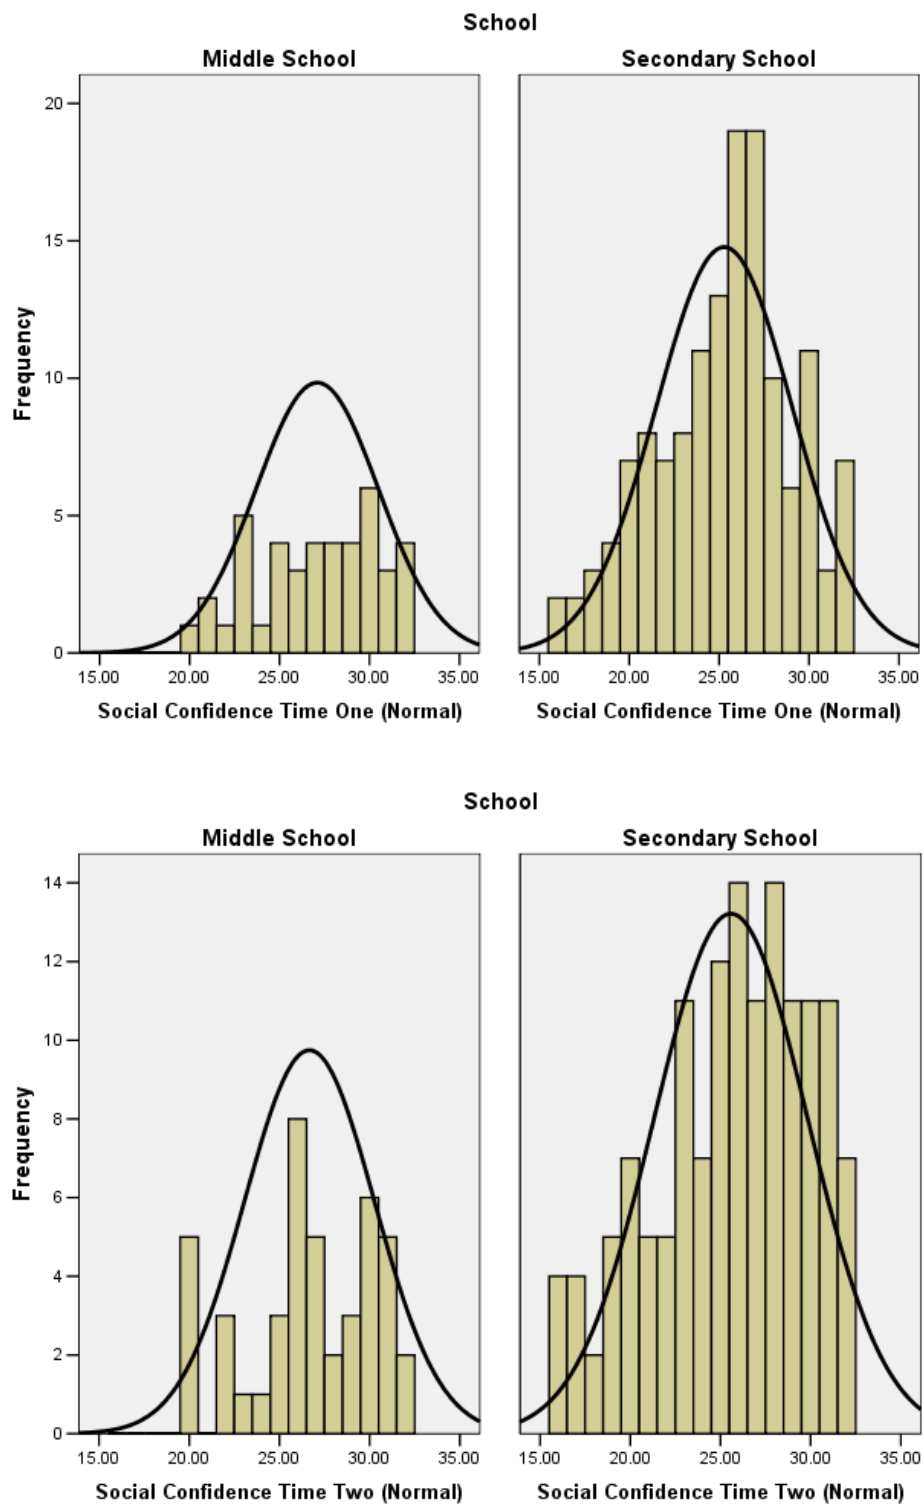 School
Middle School
Secondary School
Frequency
20
15
10
5
0
15.00 20.00 25.00 30.00 35.00
15.00 20.00 25.00 30.00 35.00
Social Confidence Time One (Normal)
Social Confidence Time One (Normal)
School
Middle School
Secondary School
Frequency
14
12
10
8
6
4
2
0
15.00 20.00 25.00 30.00 35.00
15.00 20.00 25.00 30.00 35.00
Social Confidence Time Two (Normal)
Social Confidence Time Two (Normal)